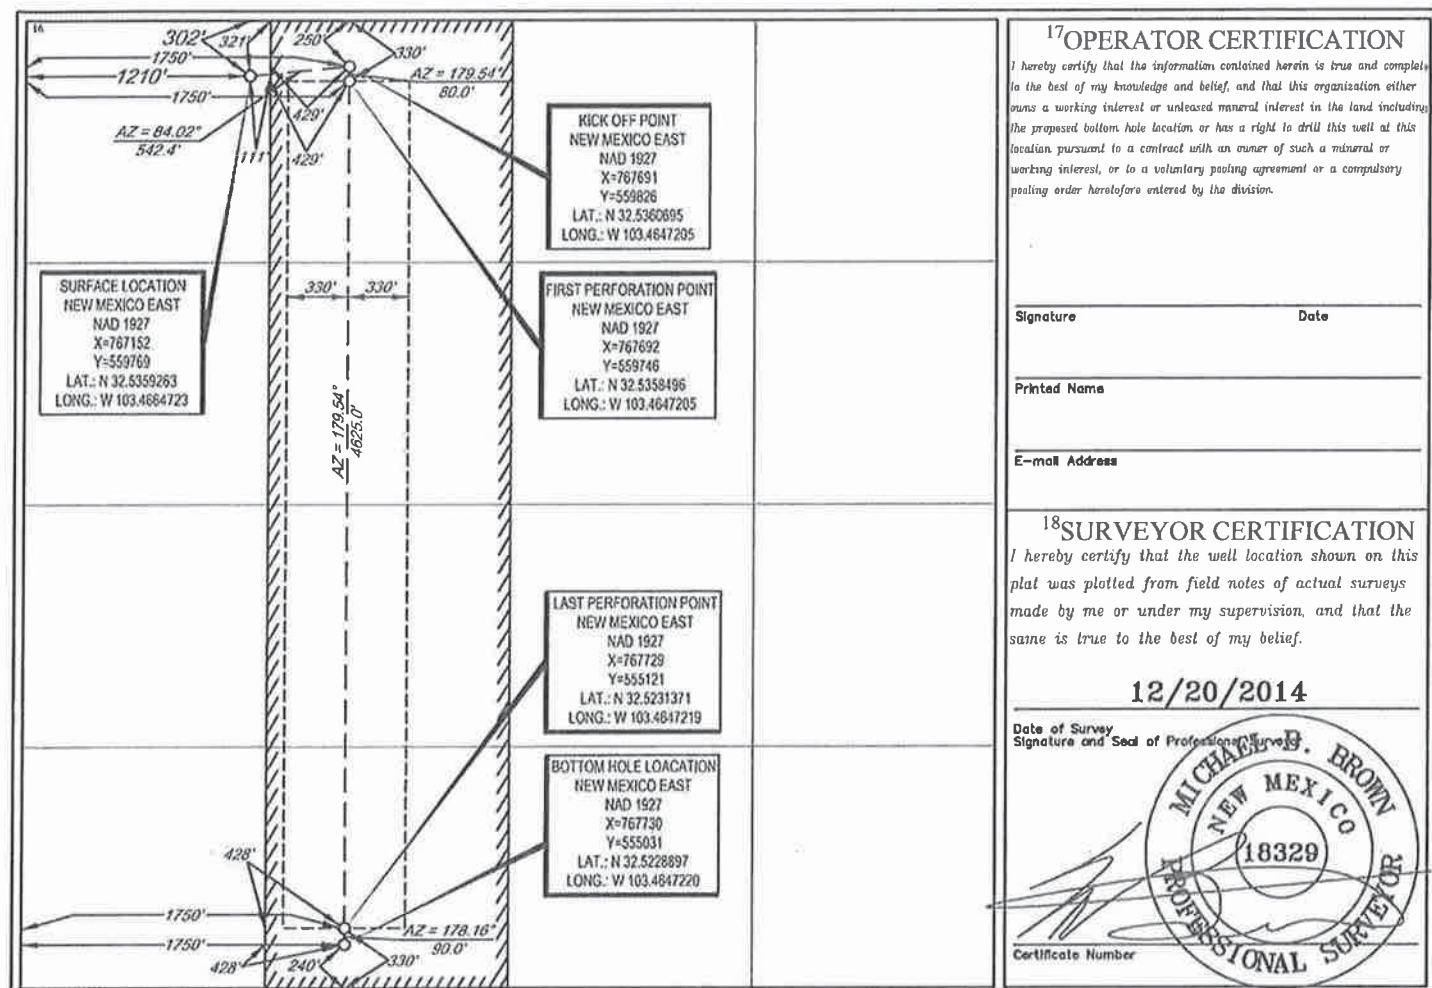 16
302'
321'
250'
330'
1750'
1210'
1750'
AZ = 179.54°
80.0'
429'
AZ = 84.02°
542.4'
111'
429'
KICK OFF POINT
NEW MEXICO EAST
NAD 1927
X=767691
Y=559826
LAT.: N 32.5360695
LONG.: W 103.4647205
SURFACE LOCATION
NEW MEXICO EAST
NAD 1927
X=767152
Y=559769
LAT.: N 32.5359263
LONG.: W 103.4664723
330'
330'
FIRST PERFORATION POINT
NEW MEXICO EAST
NAD 1927
X=767692
Y=559746
LAT.: N 32.5358496
LONG.: W 103.4647205
AZ = 179.54°
4625.0'
LAST PERFORATION POINT
NEW MEXICO EAST
NAD 1927
X=767729
Y=555121
LAT.: N 32.5231371
LONG.: W 103.4647219
BOTTOM HOLE LOACATION
NEW MEXICO EAST
NAD 1927
X=767730
Y=555031
LAT.: N 32.5228897
LONG.: W 103.4647220
428'
1750'
1750'
428'
240'
330'
AZ = 178.16°
90.0'
17OPERATOR CERTIFICATION
I hereby certify that the information contained herein is true and complete
to the best of my knowledge and belief, and that this organization either
owns a working interest or unleased mineral interest in the land including
the proposed bottom hole location or has a right to drill this well at this
location pursuant to a contract with an owner of such a mineral or
working interest, or to a voluntary pooling agreement or a compulsory
pooling order heretofore entered by the division.
Signature Date
Printed Name
E-mail Address
18SURVEYOR CERTIFICATION
I hereby certify that the well location shown on this
plat was plotted from field notes of actual surveys
made by me or under my supervision, and that the
same is true to the best of my belief.
12/20/2014
Date of Survey
Signature and Seal of Professional Surveyor:
MICHAEL D. BROWN
NEW MEXICO
18329
PROFESSIONAL SURVEYOR
Certificate Number